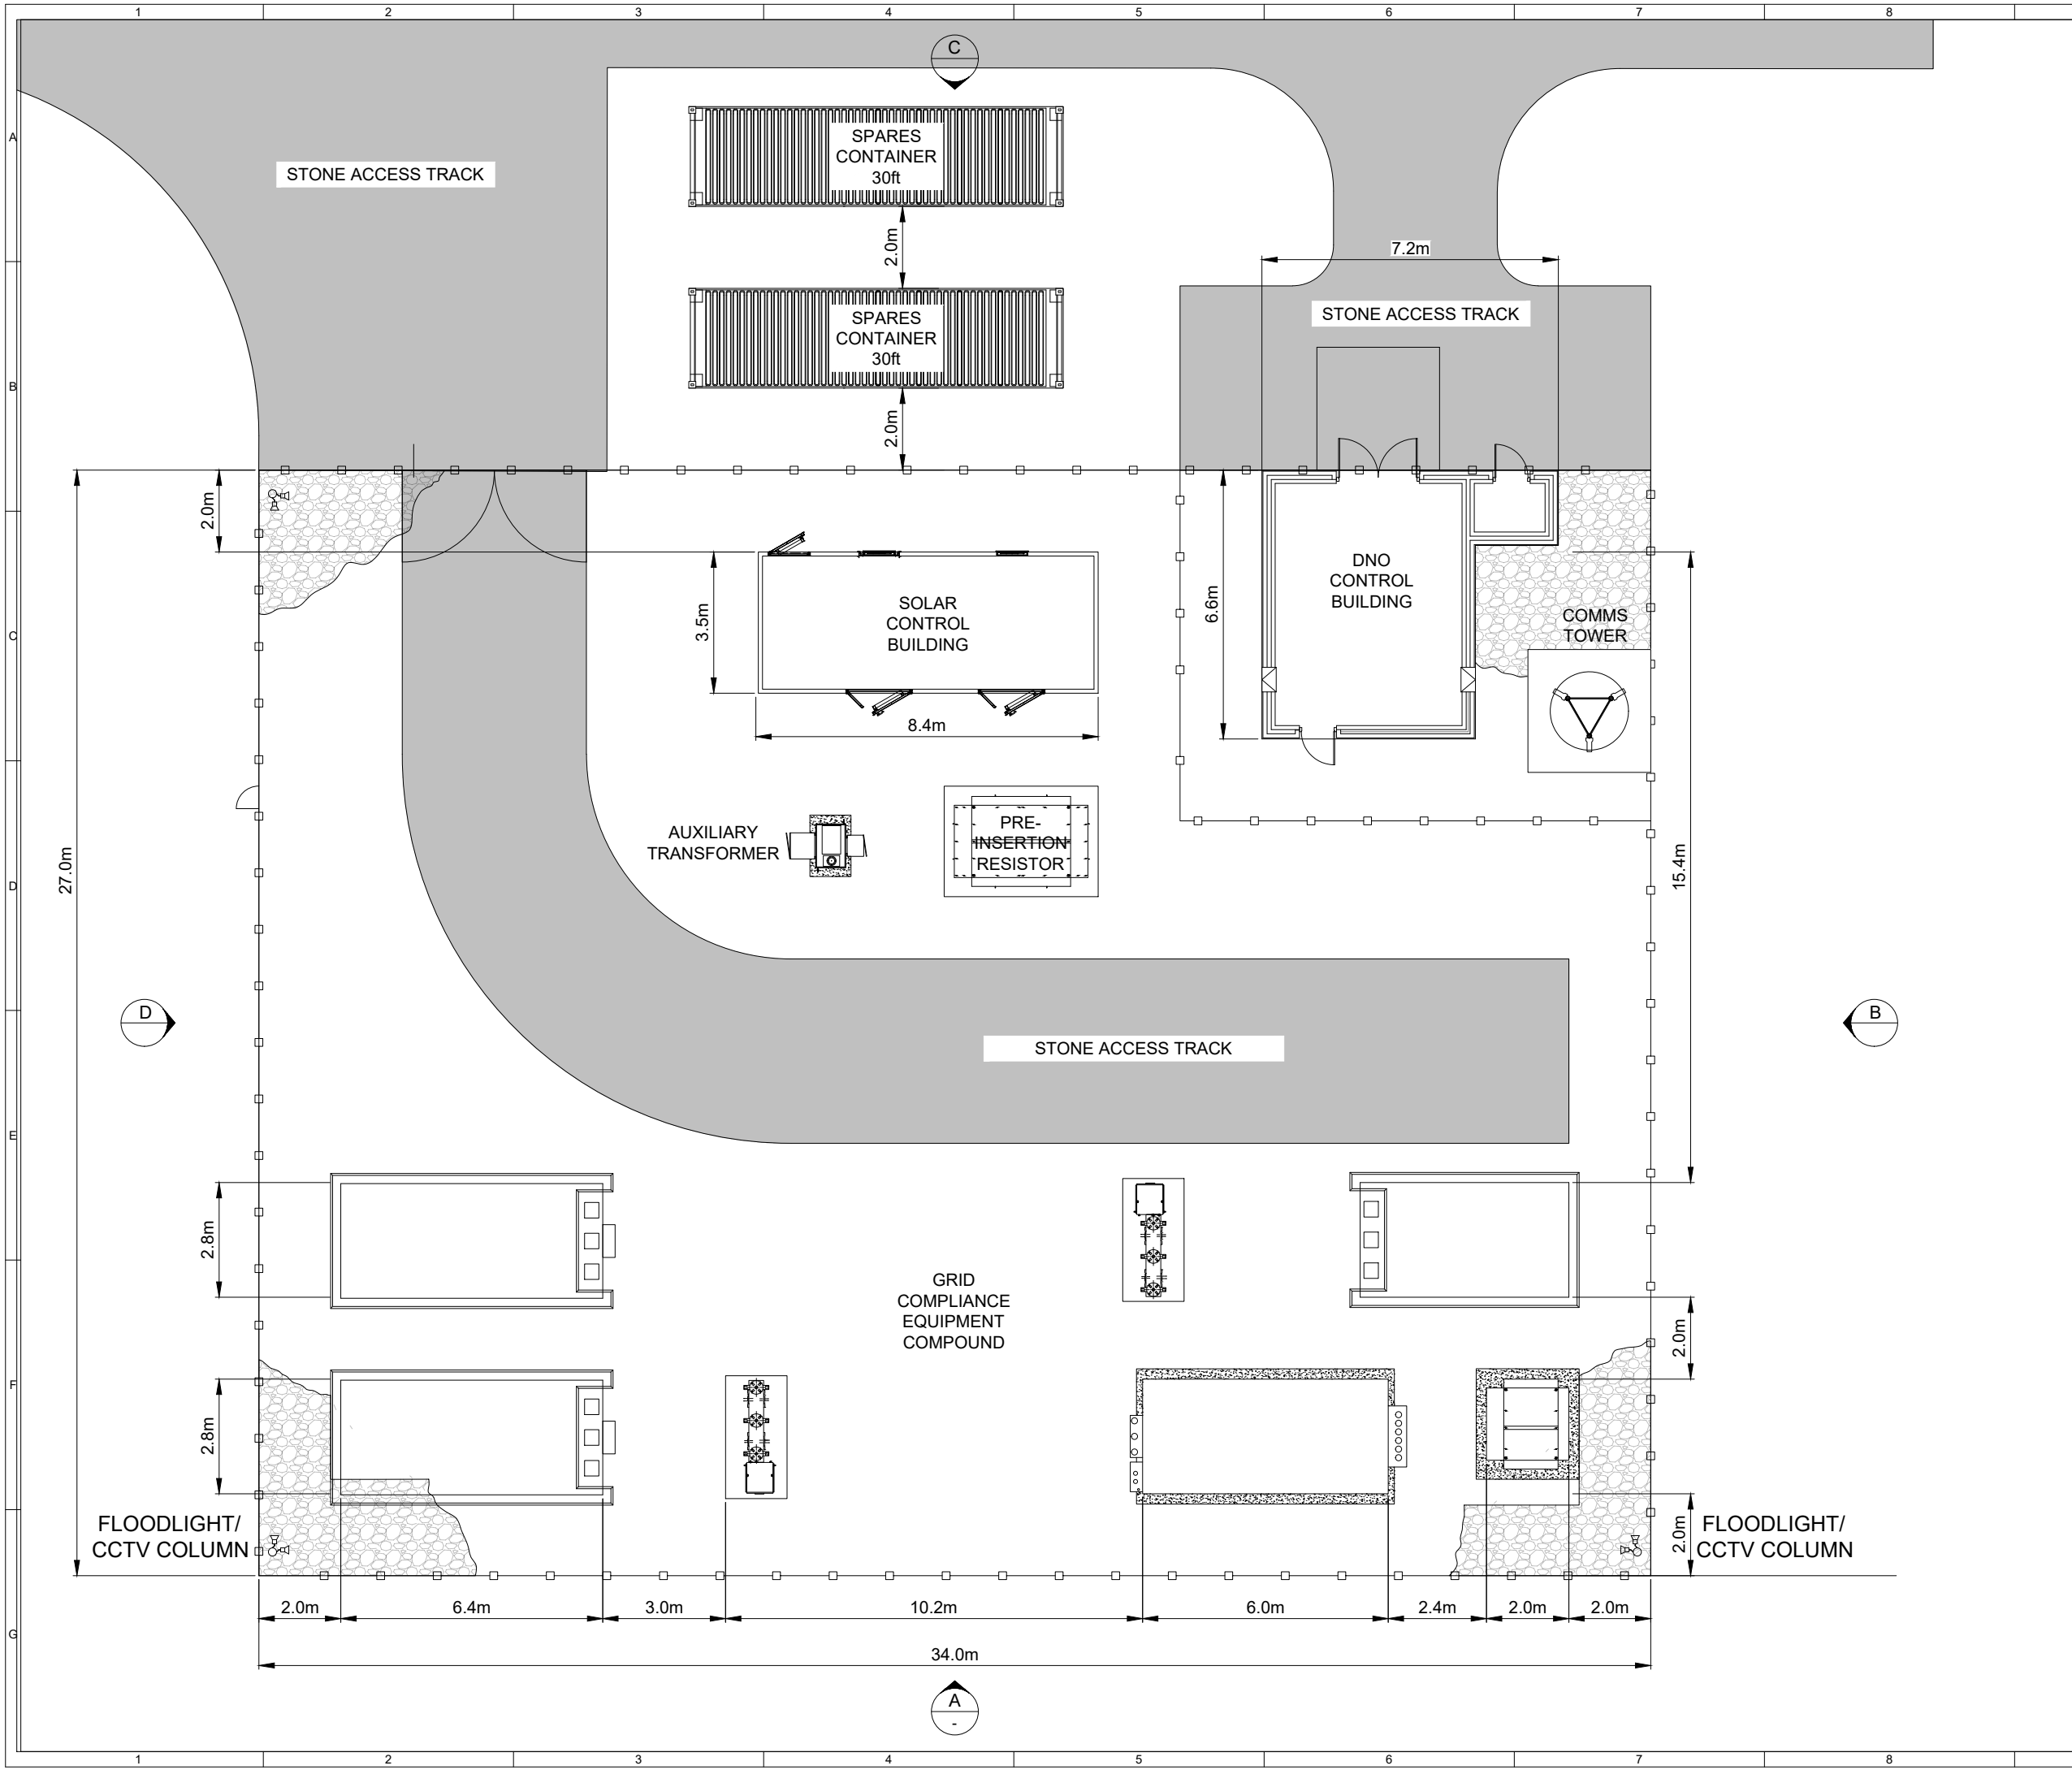 1 2 3 4 5 6 7 8
C
A
SPARES
CONTAINER
30ft
STONE ACCESS TRACK
2.0m
7.2m
SPARES
CONTAINER
30ft
STONE ACCESS TRACK
B
2.0m
2.0m
DNO
CONTROL
BUILDING
SOLAR
CONTROL
BUILDING
3.5m
6.6m
C
COMMS
TOWER
8.4m
AUXILIARY
TRANSFORMER
PRE-
INSERTION
RESISTOR
27.0m
15.4m
D
D
B
STONE ACCESS TRACK
E
2.8m
GRID
COMPLIANCE
EQUIPMENT
COMPOUND
2.0m
F
2.8m
FLOODLIGHT/
CCTV COLUMN
2.0m
FLOODLIGHT/
CCTV COLUMN
2.0m 6.4m 3.0m 10.2m 6.0m 2.4m 2.0m 2.0m
G
34.0m
A
-
1 2 3 4 5 6 7 8